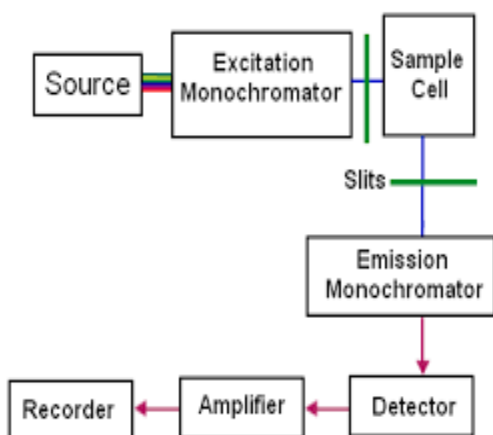 Source
Excitation
Monochromator
Sample
Cell
Slits
Emission
Monochromator
Recorder
Amplifier
Detector